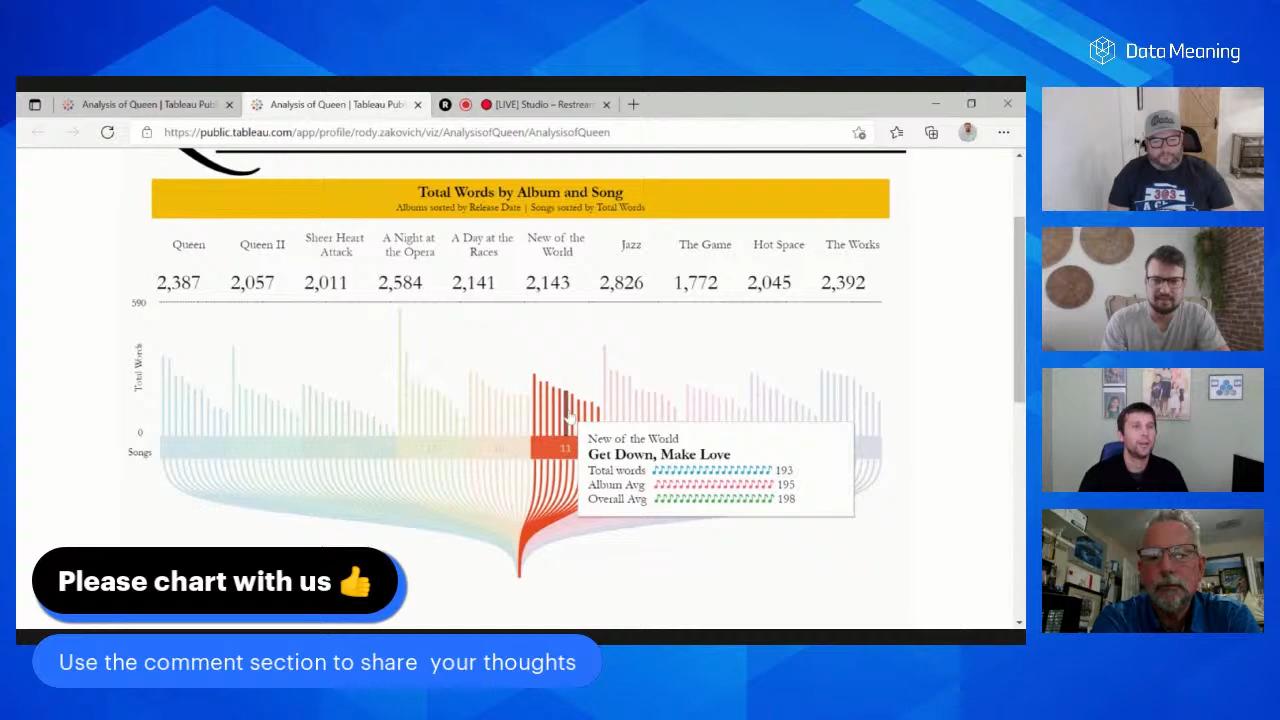 Data Meaning
Analysis of Queen | Tableau Publ
Analysis of Queen | Tableau Publ
[LIVE] Studio – Restream
https://public.tableau.com/app/profile/rody.zakovich/viz/AnalysisofQueen/AnalysisofQueen
Total Words by Album and Song
Albums sorted by Release Date | Songs sorted by Total Words
Queen
Queen II
Sheer Heart Attack
A Night at the Opera
A Day at the Races
New of the World
Jazz
The Game
Hot Space
The Works
2,387 2,057 2,011 2,584 2,141 2,143 2,826 1,772 2,045 2,392
590
Total Words
0
Songs
11
New of the World
Get Down, Make Love
Total words 193
Album Avg 195
Overall Avg 198
Please chart with us 👍
Use the comment section to share your thoughts
303